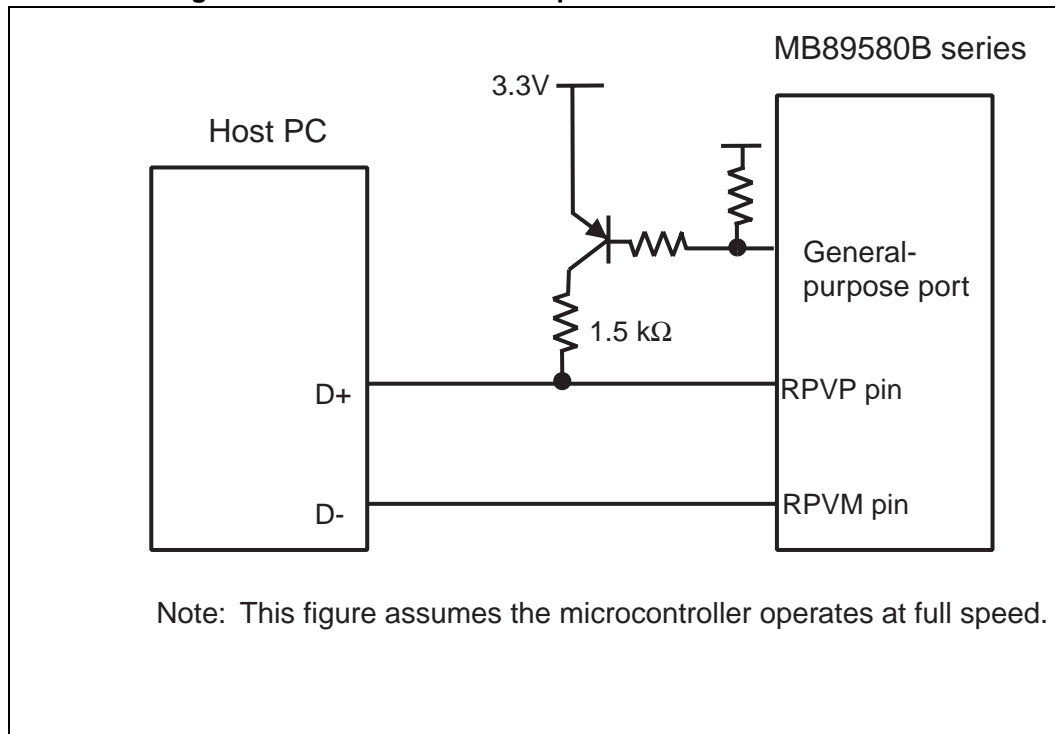 MB89580B series
3.3V
Host PC
General-
purpose port
1.5 kΩ
D+
RPVP pin
D-
RPVM pin
Note: This figure assumes the microcontroller operates at full speed.